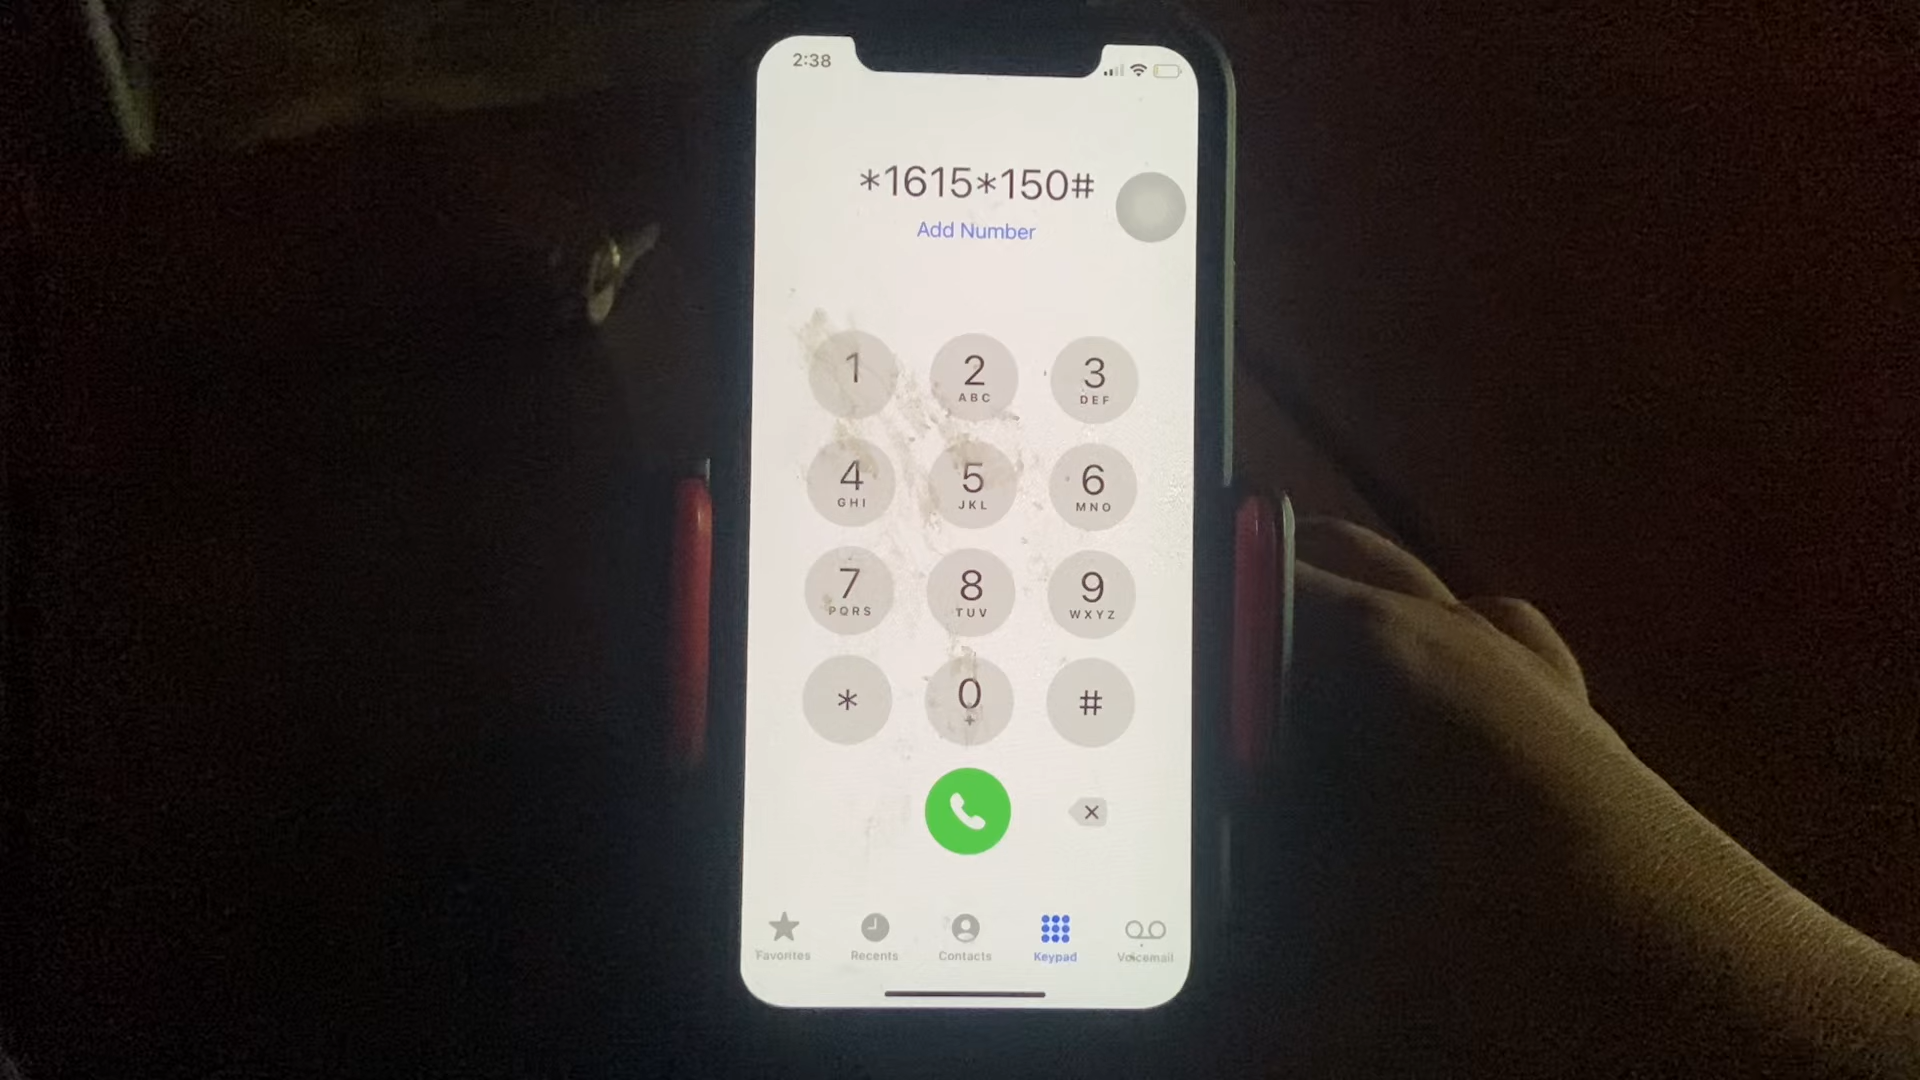 2:38
*1615*150#
Add Number
1
2
ABC
3
DEF
4
GHI
5
JKL
6
MNO
7
PQRS
8
TUV
9
WXYZ
*
0
+
#
Favorites
Recents
Contacts
Keypad
Voicemail